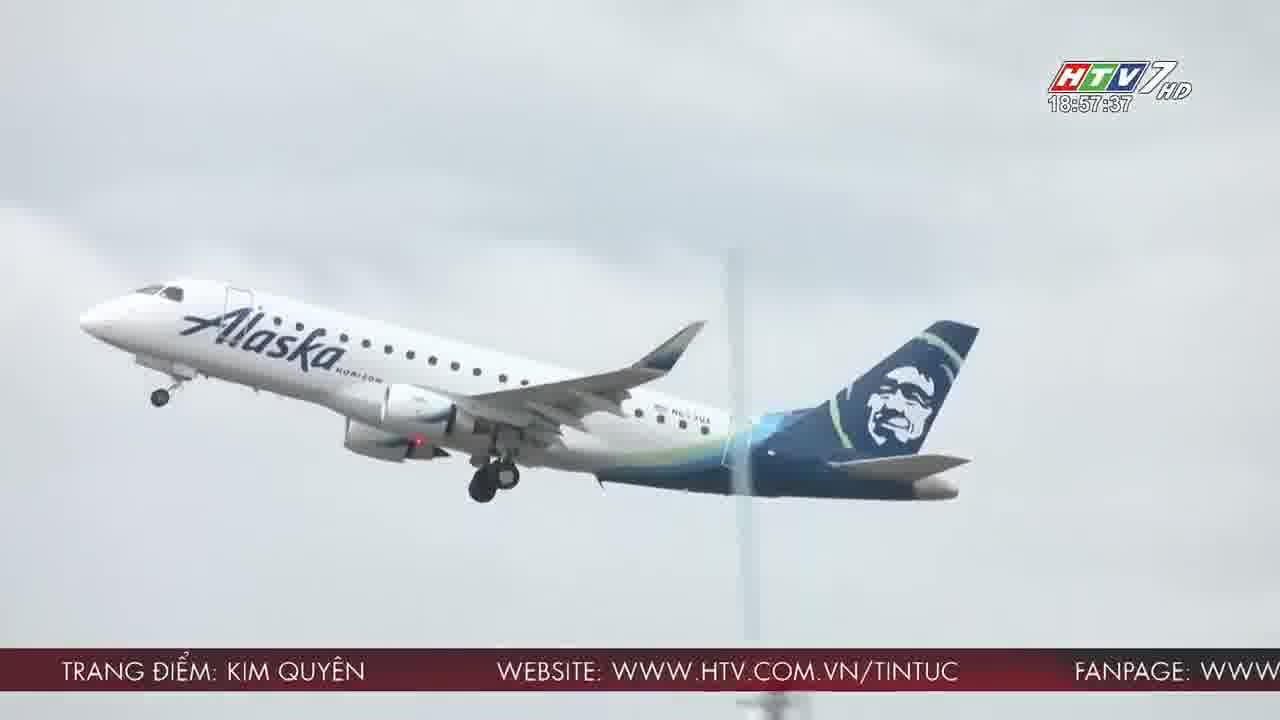 HTV7 HD
18:57:37
Alaska
HORIZON
TRANG ĐIỂM: KIM QUYÊN WEBSITE: WWW.HTV.COM.VN/TINTUC FANPAGE: WWW